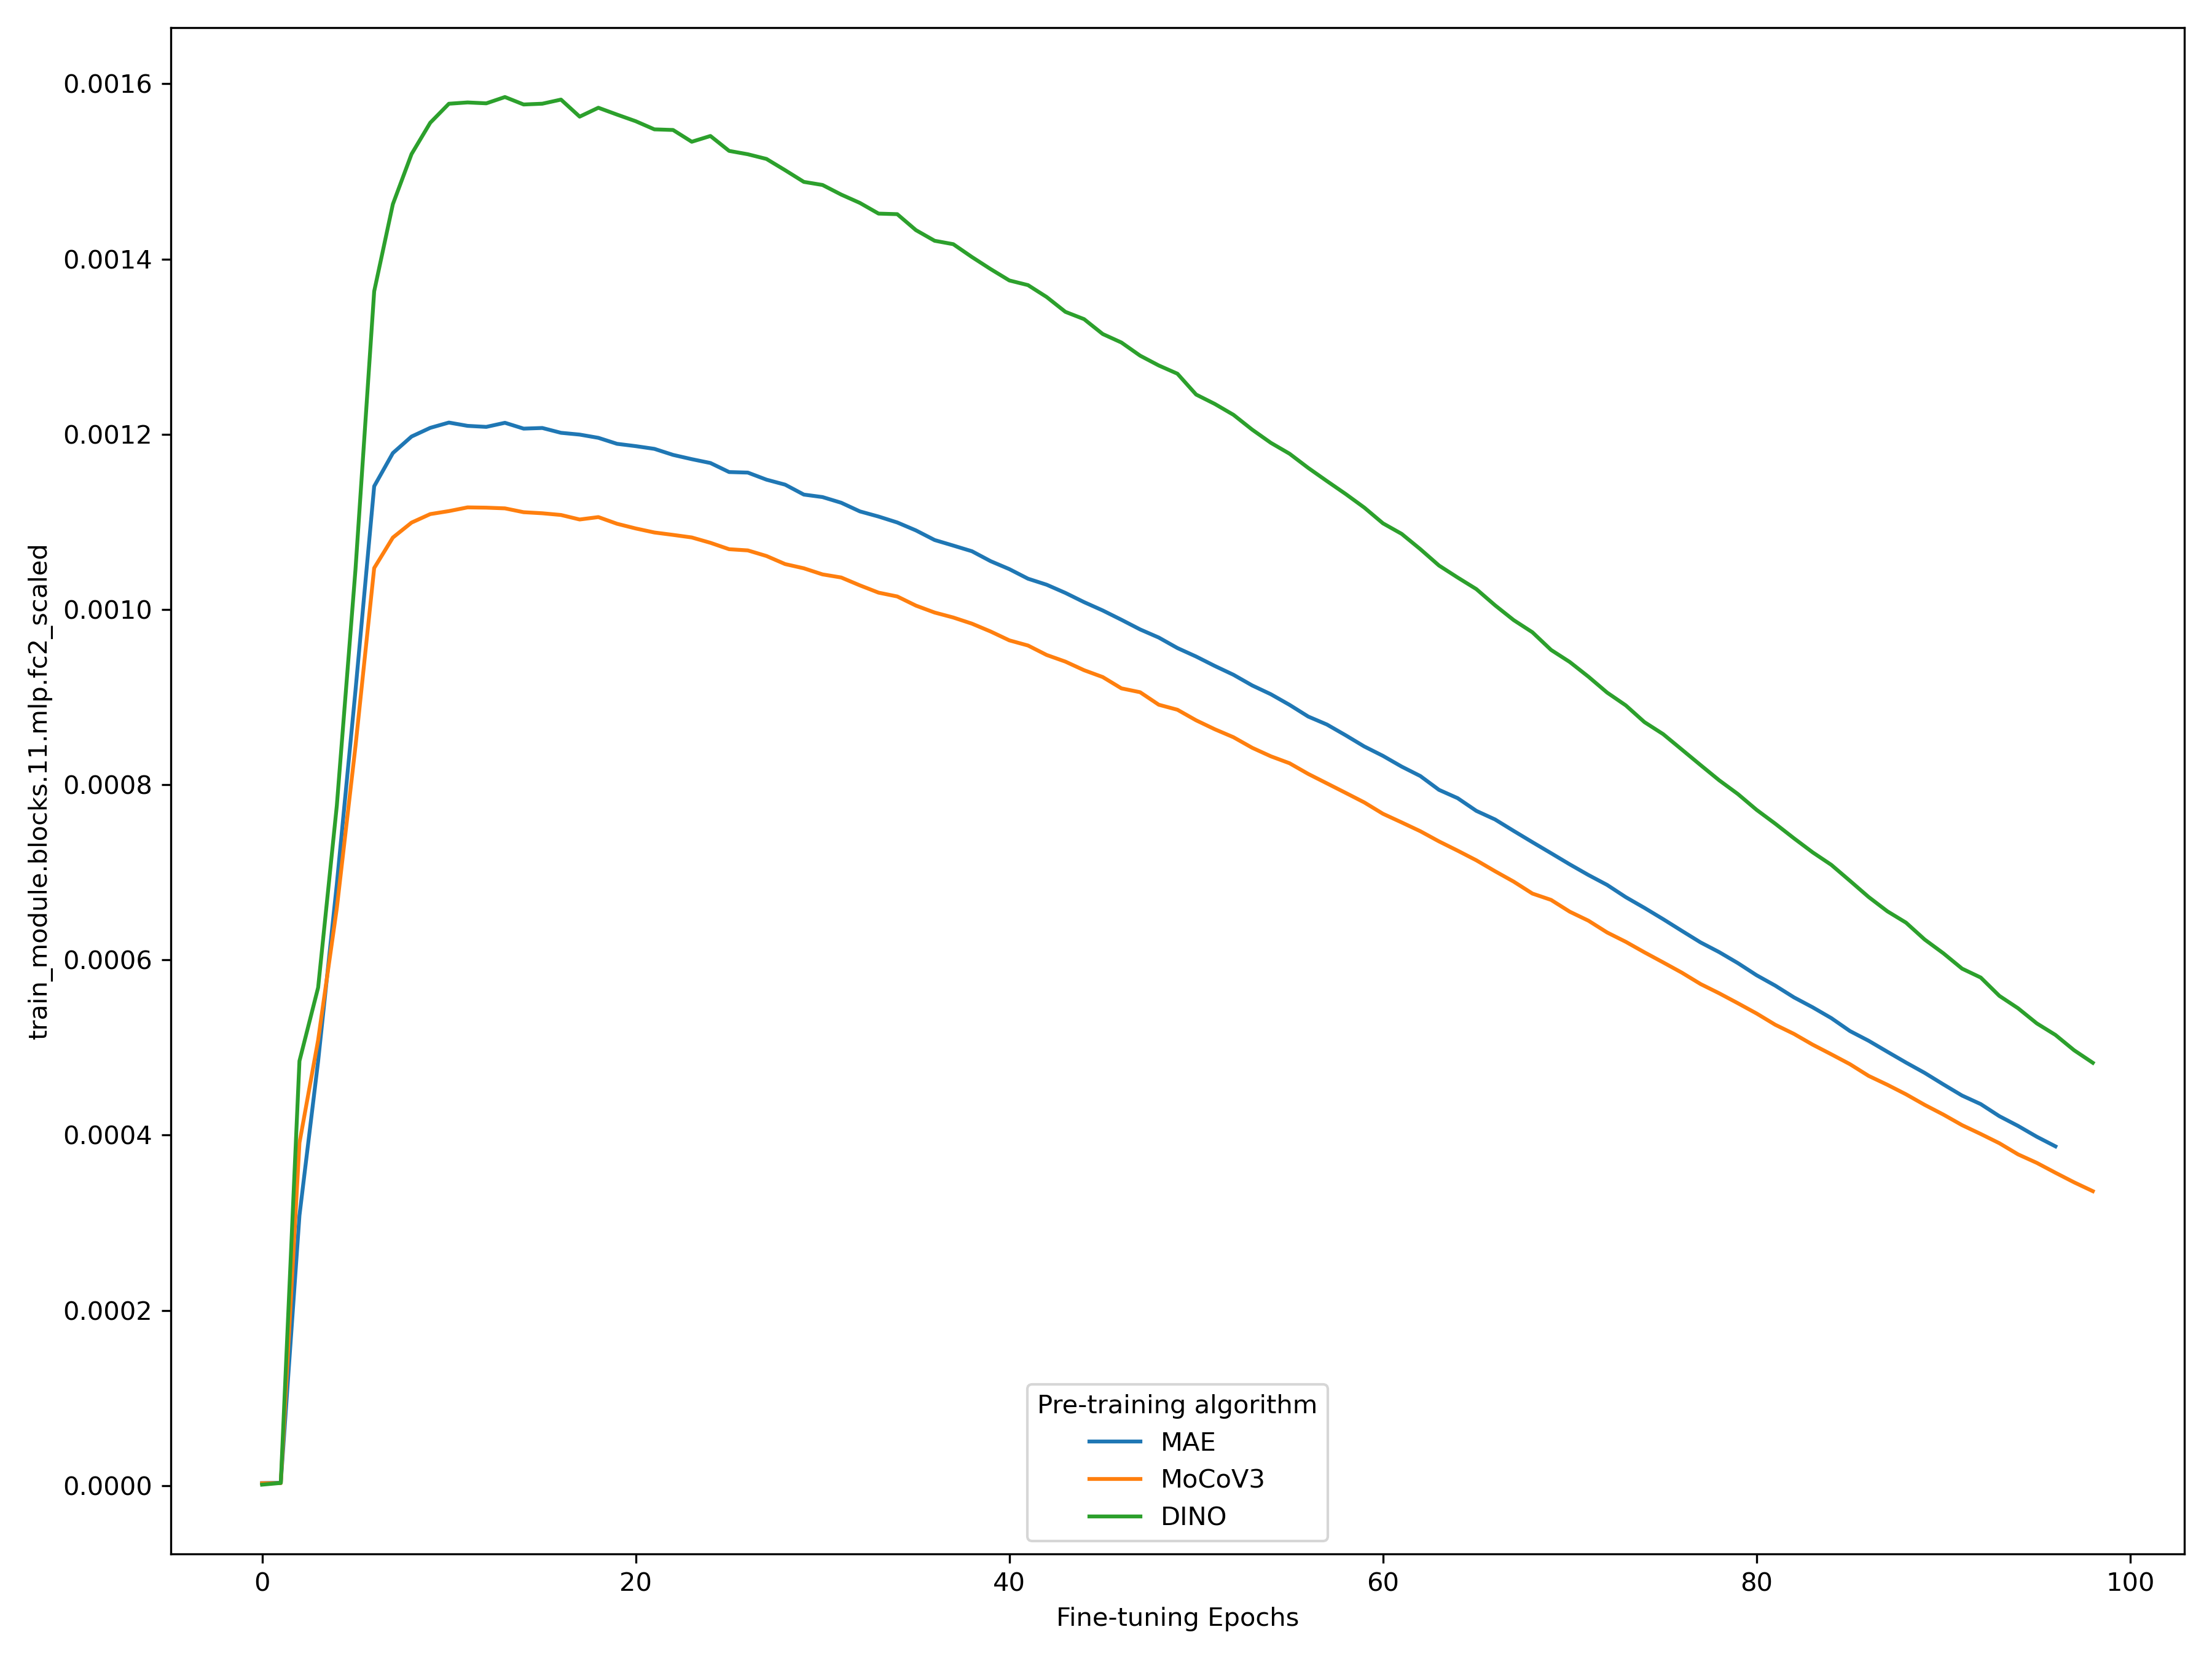 0.0016
0.0014
0.0012
0.0010
0.0008
0.0006
0.0004
0.0002
0.0000
train_module.blocks.11.mlp.fc2_scaled
Pre-training algorithm
MAE
MoCoV3
DINO
0 20 40 60 80 100
Fine-tuning Epochs